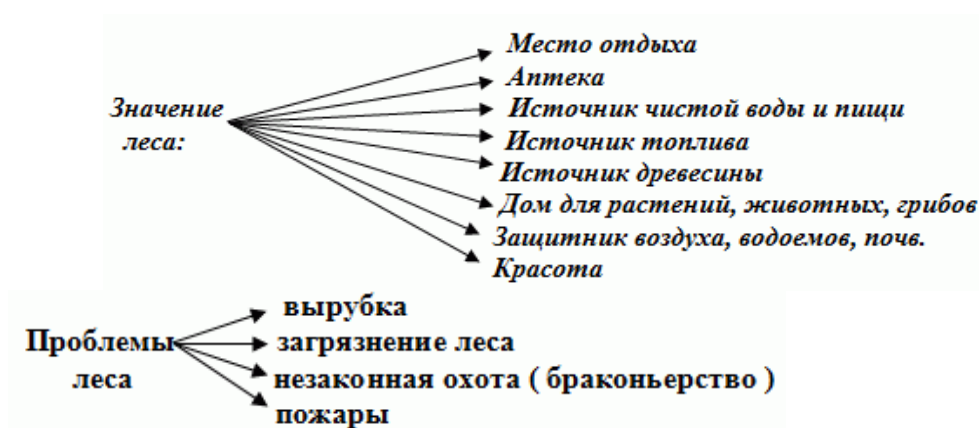 Место отдыха
Аптека
Значение
леса:
Источник чистой воды и пищи
Источник топлива
Источник древесины
Дом для растений, животных, грибов
Защитник воздуха, водоемов, почв.
Красота
Проблемы
леса
вырубка
загрязнение леса
незаконная охота ( браконьерство )
пожары